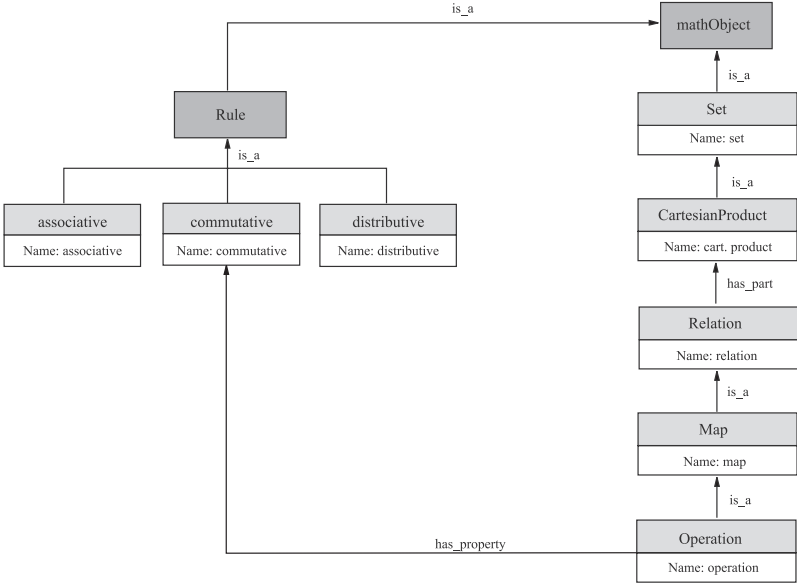 is_a
mathObject
is_a
Rule
Set
Name: set
is_a
is_a
associative
commutative
distributive
CartesianProduct
Name: associative
Name: commutative
Name: distributive
Name: cart. product
has_part
Relation
Name: relation
is_a
Map
Name: map
is_a
has_property
Operation
Name: operation